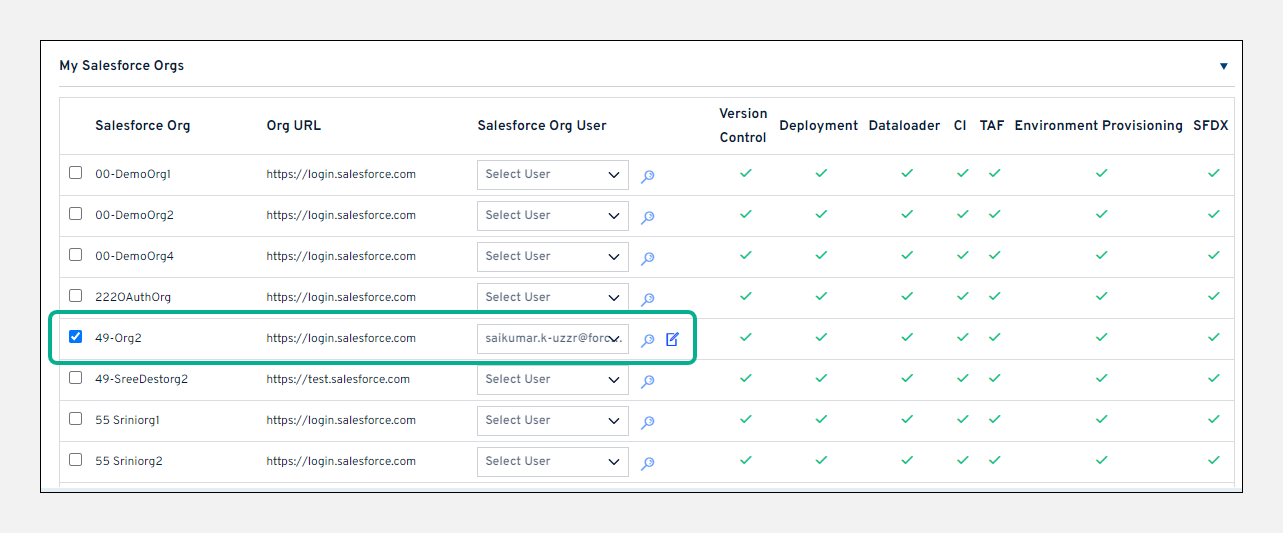 My Salesforce Orgs
Salesforce Org Org URL Salesforce Org User Version Control Deployment Dataloader CI TAF Environment Provisioning SFDX
00-DemoOrg1 https://login.salesforce.com Select User
00-DemoOrg2 https://login.salesforce.com Select User
00-DemoOrg4 https://login.salesforce.com Select User
222OAuthOrg https://login.salesforce.com Select User
49-Org2 https://login.salesforce.com saikumar.k-uzzr@forc...
49-SreeDestorg2 https://test.salesforce.com Select User
55 Sriniorg1 https://login.salesforce.com Select User
55 Sriniorg2 https://login.salesforce.com Select User